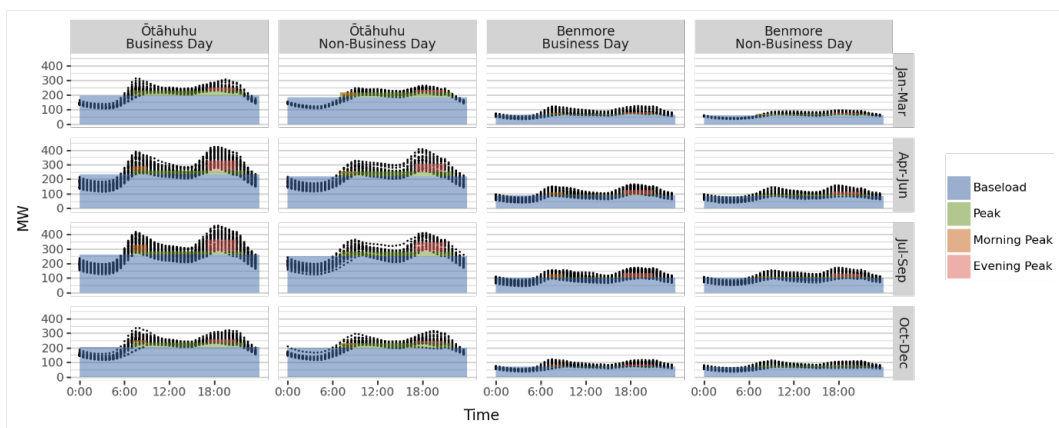 Ōtāhuhu
Business Day
Ōtāhuhu
Non-Business Day
Benmore
Business Day
Benmore
Non-Business Day
400
300
200
100
0
Jan-Mar
400
300
200
100
0
Apr-Jun
400
300
200
100
0
Jul-Sep
400
300
200
100
0
Oct-Dec
MW
0:00 6:00 12:00 18:00 0:00 6:00 12:00 18:00 0:00 6:00 12:00 18:00 0:00 6:00 12:00 18:00
Time
Baseload
Peak
Morning Peak
Evening Peak